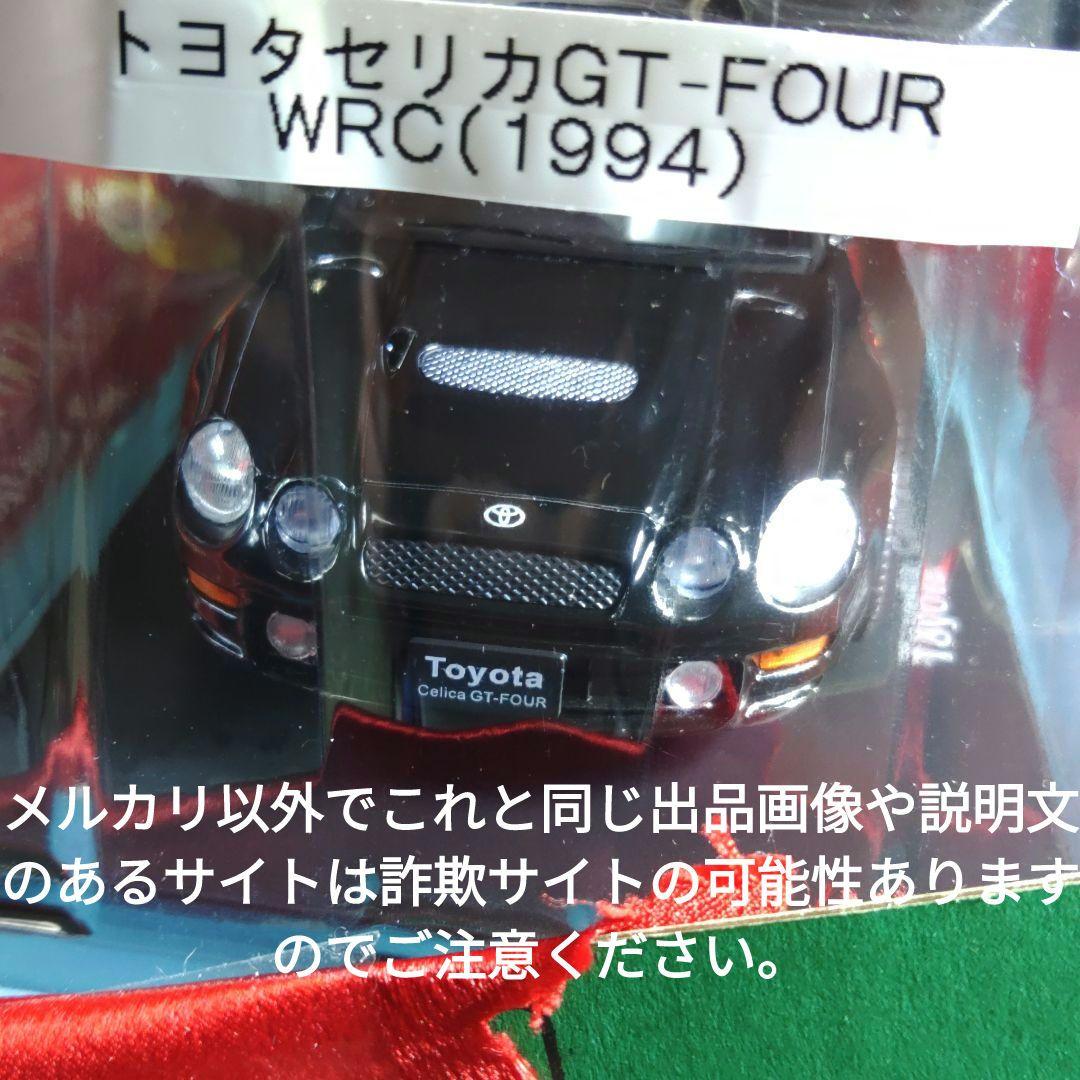 トヨタセリカGT-FOUR
WRC(1994)
Toyota
Celica GT-FOUR
メルカリ以外でこれと同じ出品画像や説明文
のあるサイトは詐欺サイトの可能性あります
のでご注意ください。